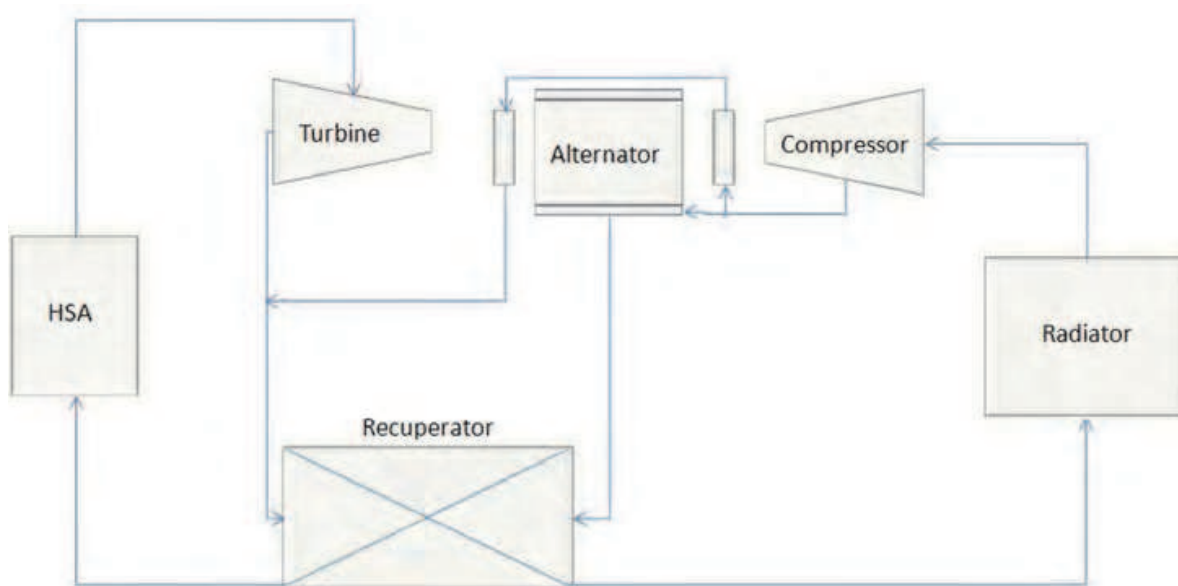 Turbine
Alternator
Compressor
HSA
Radiator
Recuperator